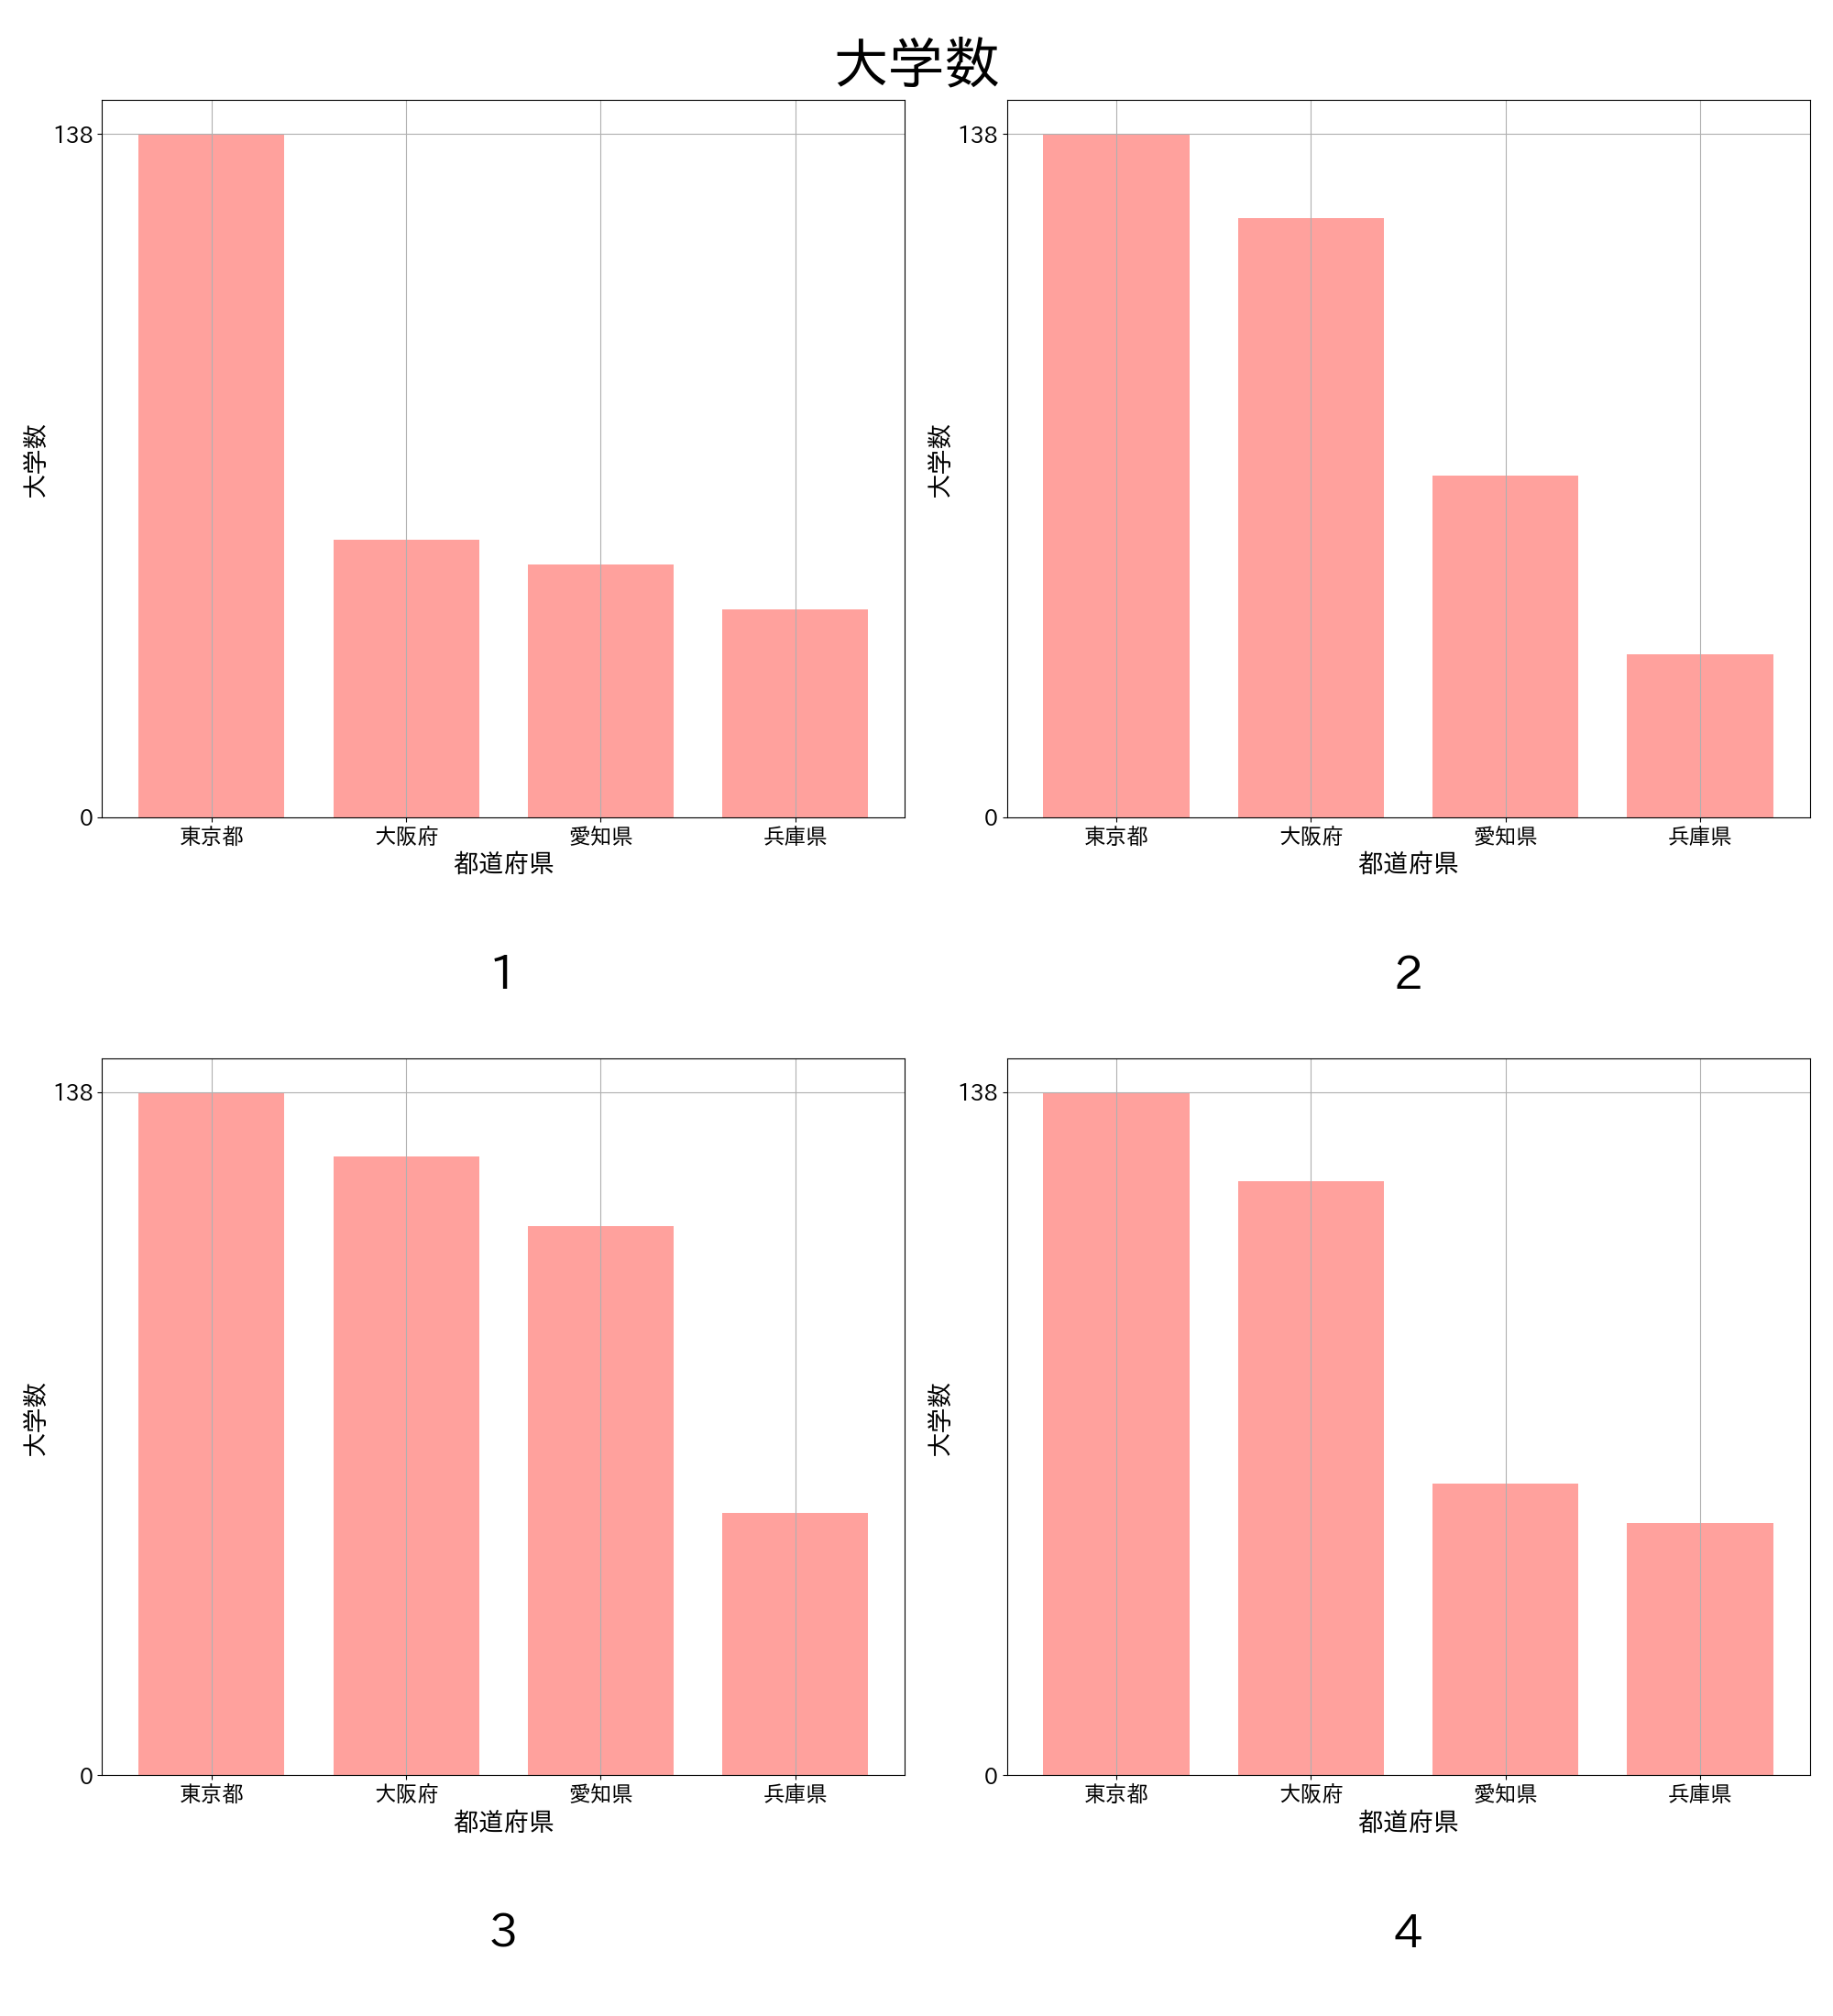 大学数
138
0
大学数
東京都 大阪府 愛知県 兵庫県
都道府県
1
138
0
大学数
東京都 大阪府 愛知県 兵庫県
都道府県
2
138
0
大学数
東京都 大阪府 愛知県 兵庫県
都道府県
3
138
0
大学数
東京都 大阪府 愛知県 兵庫県
都道府県
4